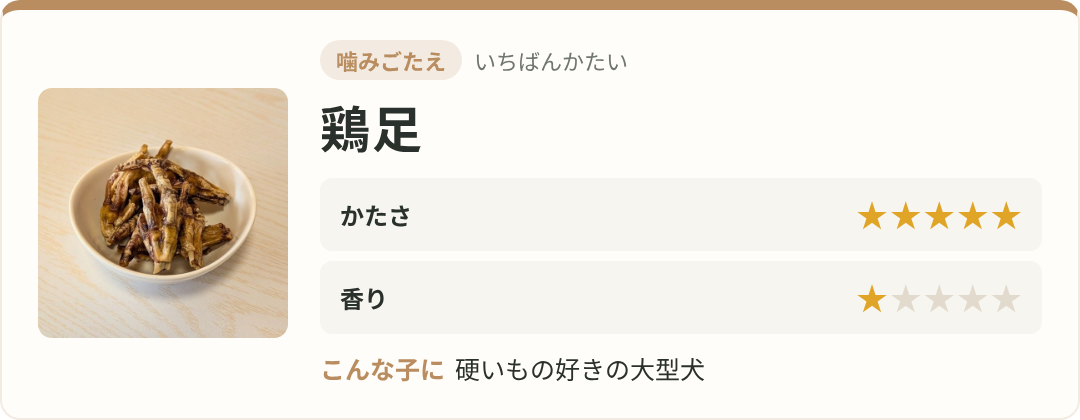 噛みごたえ いちばんかたい
鶏足
かたさ ★★★★★
香り ★★★★★
こんな子に 硬いもの好きの大型犬